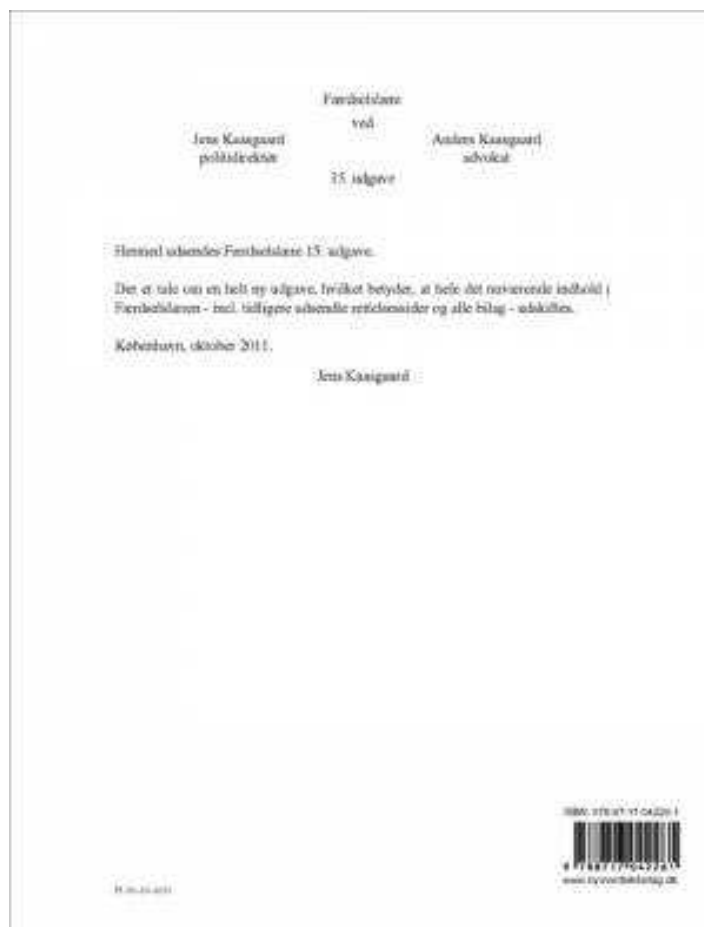 Færdselslære
ved
Jens Kaasgaard
politidirektør
Anders Kaasgaard
advokat
15. udgave
Hermed udsendes Færdselslære 15. udgave.
Der er tale om en helt ny udgave, hvilket betyder, at hele det nuværende indhold i
Færdselslæren - incl. tidligere udsendte rettelsessider og alle bilag - udskiftes.
København, oktober 2011.
Jens Kaasgaard
ISBN: